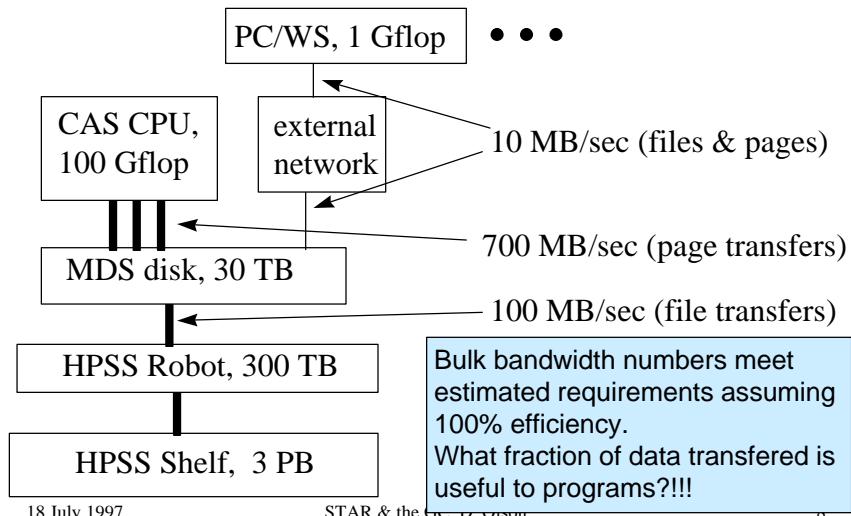 PC/WS, 1 Gflop
CAS CPU,
100 Gflop
external
network
10 MB/sec (files & pages)
700 MB/sec (page transfers)
MDS disk, 30 TB
100 MB/sec (file transfers)
HPSS Robot, 300 TB
HPSS Shelf, 3 PB
Bulk bandwidth numbers meet
estimated requirements assuming
100% efficiency.
What fraction of data transfered is
useful to programs?!!!
18 July 1997
STAR & the